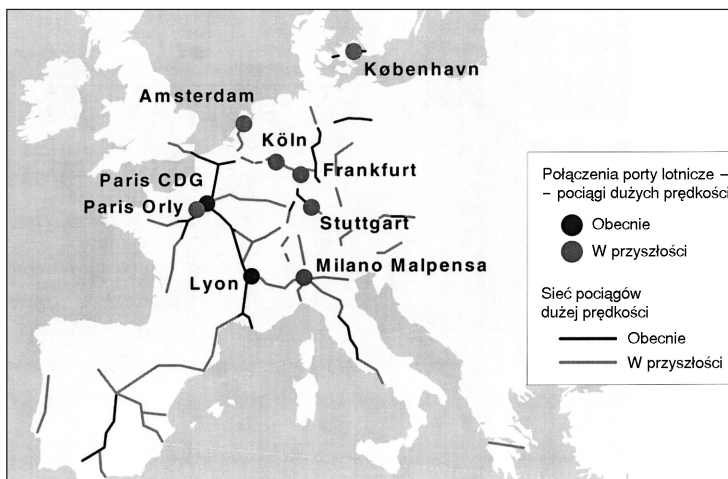 København
Amsterdam
Köln
Frankfurt
Paris CDG
Paris Orly
Stuttgart
Lyon
Milano Malpensa
Połączenia porty lotnicze –
– pociągi dużych prędkości
Obecnie
W przyszłości
Sieć pociągów
dużej prędkości
Obecnie
W przyszłości